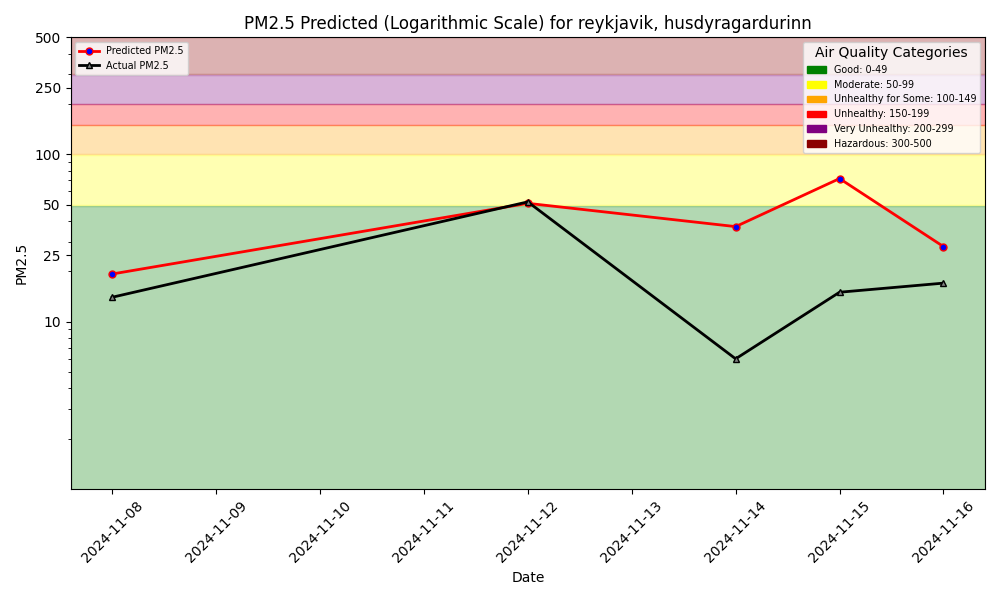 PM2.5 Predicted (Logarithmic Scale) for reykjavik, husdyragardurinn
500
250
100
50
25
10
PM2.5
Predicted PM2.5
Actual PM2.5
Air Quality Categories
Good: 0-49
Moderate: 50-99
Unhealthy for Some: 100-149
Unhealthy: 150-199
Very Unhealthy: 200-299
Hazardous: 300-500
2024-11-08
2024-11-09
2024-11-10
2024-11-11
2024-11-12
2024-11-13
2024-11-14
2024-11-15
2024-11-16
Date